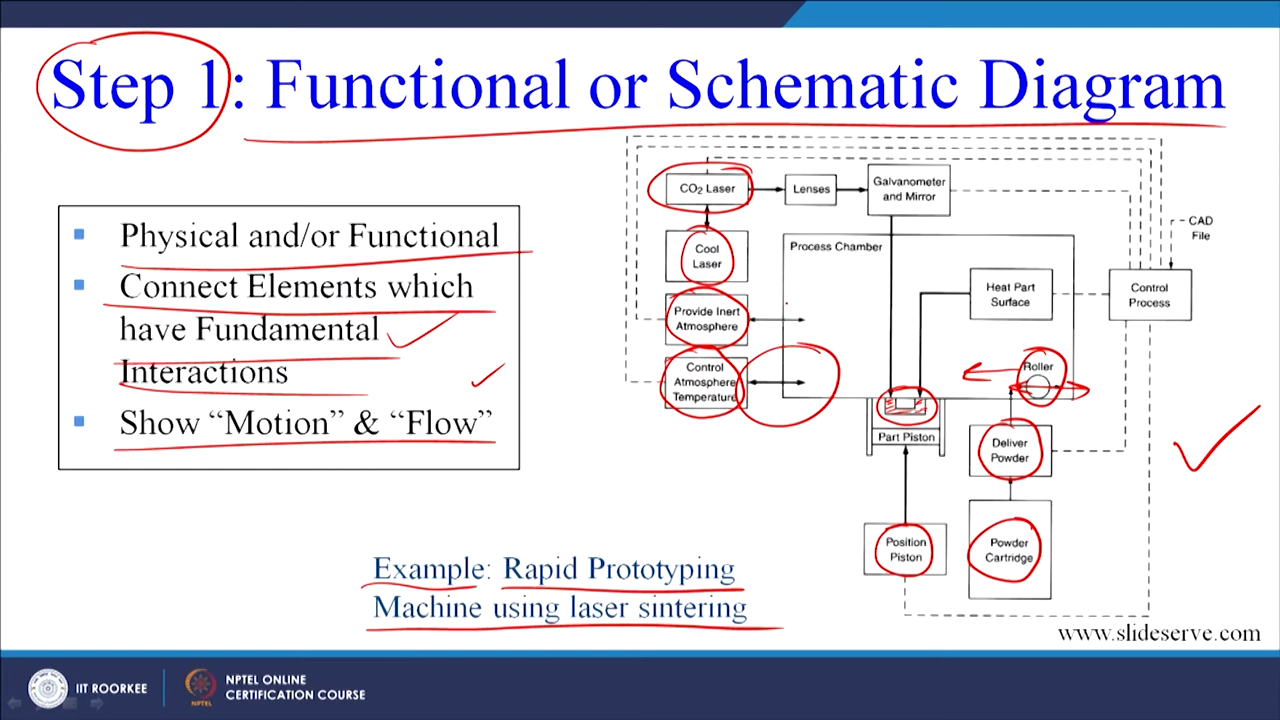 Step 1: Functional or Schematic Diagram
Physical and/or Functional
Connect Elements which
have Fundamental
Interactions
Show “Motion” & “Flow”
CO2 Laser
Lenses
Galvanometer
and Mirror
CAD
File
Cool
Laser
Process Chamber
Heat Part
Surface
Control
Process
Provide Inert
Atmosphere
Control
Atmosphere
Temperature
Roller
Part Piston
Deliver
Powder
Position
Piston
Powder
Cartridge
Example: Rapid Prototyping
Machine using laser sintering
www.slideserve.com
IIT ROORKEE
NPTEL
NPTEL ONLINE
CERTIFICATION COURSE